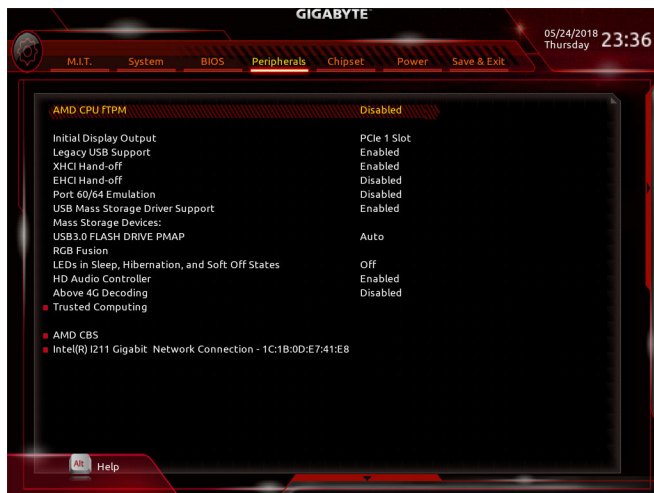 GIGABYTE™
05/24/2018
Thursday
23:36
M.I.T. System BIOS Peripherals Chipset Power Save & Exit
AMD CPU fTPM Disabled
Initial Display Output PCIe 1 Slot
Legacy USB Support Enabled
XHCI Hand-off Enabled
EHCI Hand-off Disabled
Port 60/64 Emulation Disabled
USB Mass Storage Driver Support Enabled
Mass Storage Devices:
USB3.0 FLASH DRIVE PMAP Auto
RGB Fusion
LEDs in Sleep, Hibernation, and Soft Off States Off
HD Audio Controller Enabled
Above 4G Decoding Disabled
Trusted Computing
AMD CBS
Intel(R) I211 Gigabit Network Connection - 1C:1B:0D:E7:41:E8
Alt Help